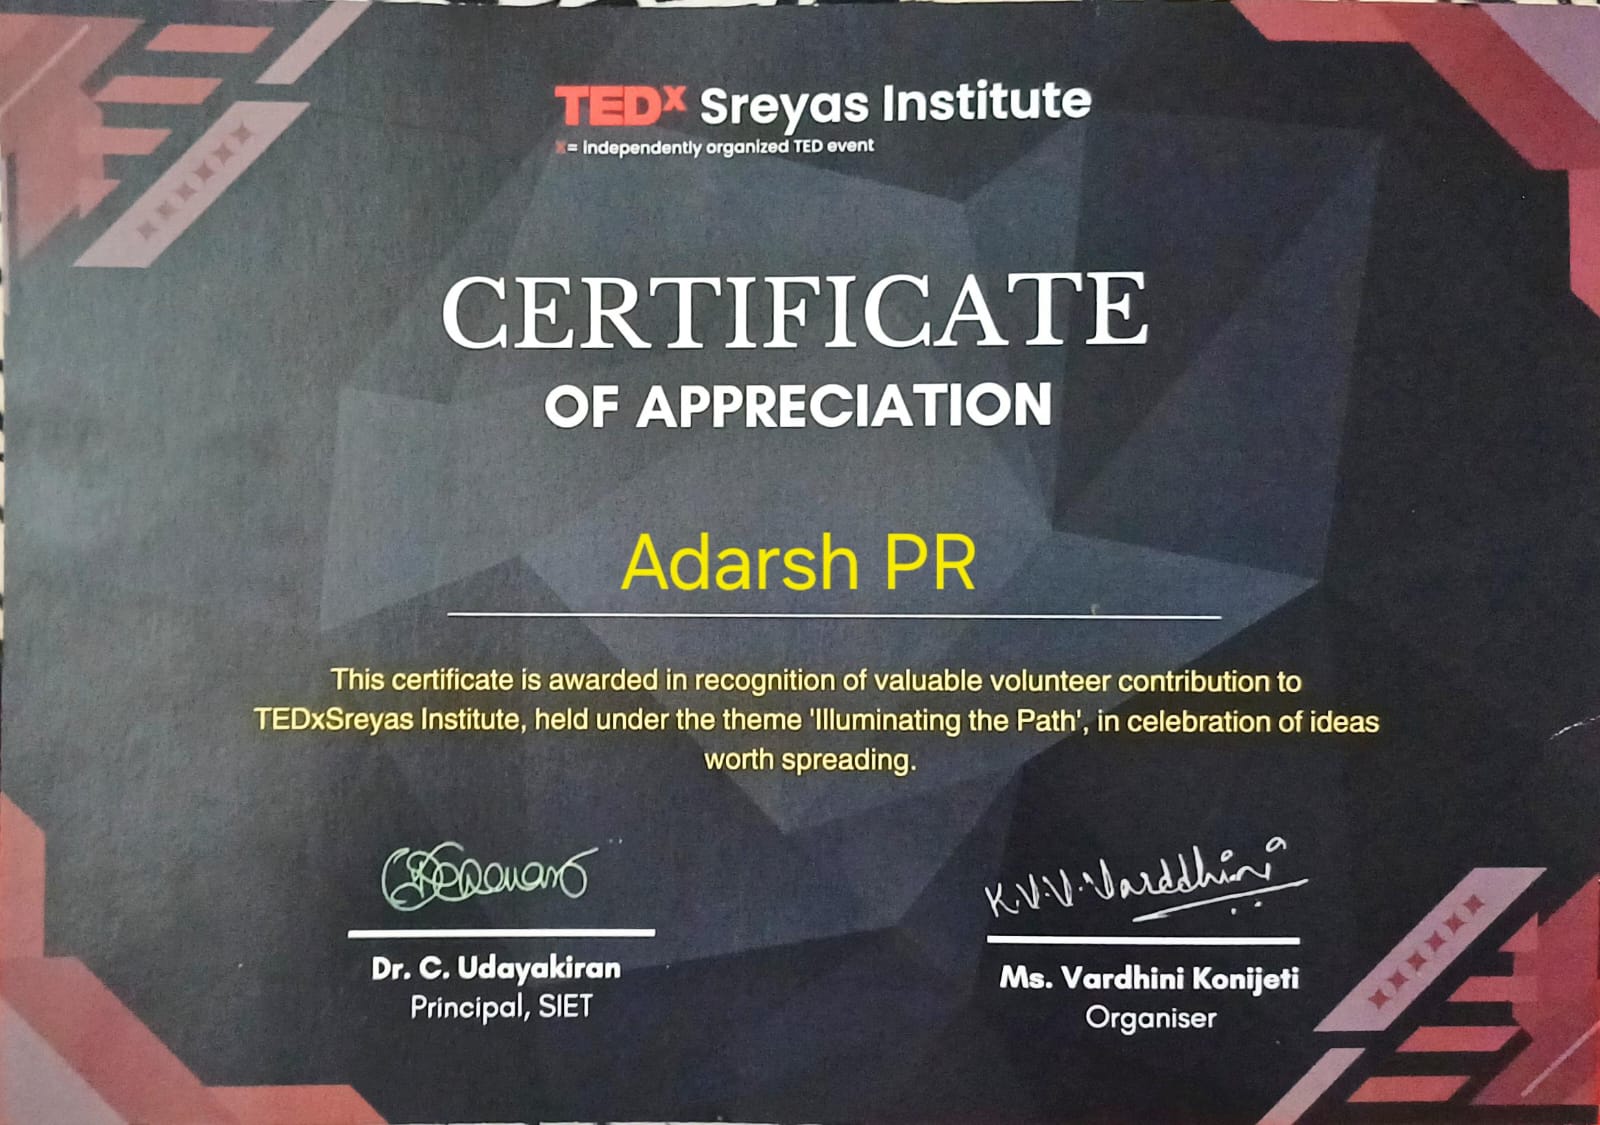 TEDx Sreyas Institute
x= independently organized TED event
CERTIFICATE
OF APPRECIATION
Adarsh PR
This certificate is awarded in recognition of valuable volunteer contribution to
TEDxSreyas Institute, held under the theme 'Illuminating the Path', in celebration of ideas
worth spreading.
K.V.V.Varddhini
Dr. C. Udayakiran
Principal, SIET
Ms. Vardhini Konijeti
Organiser